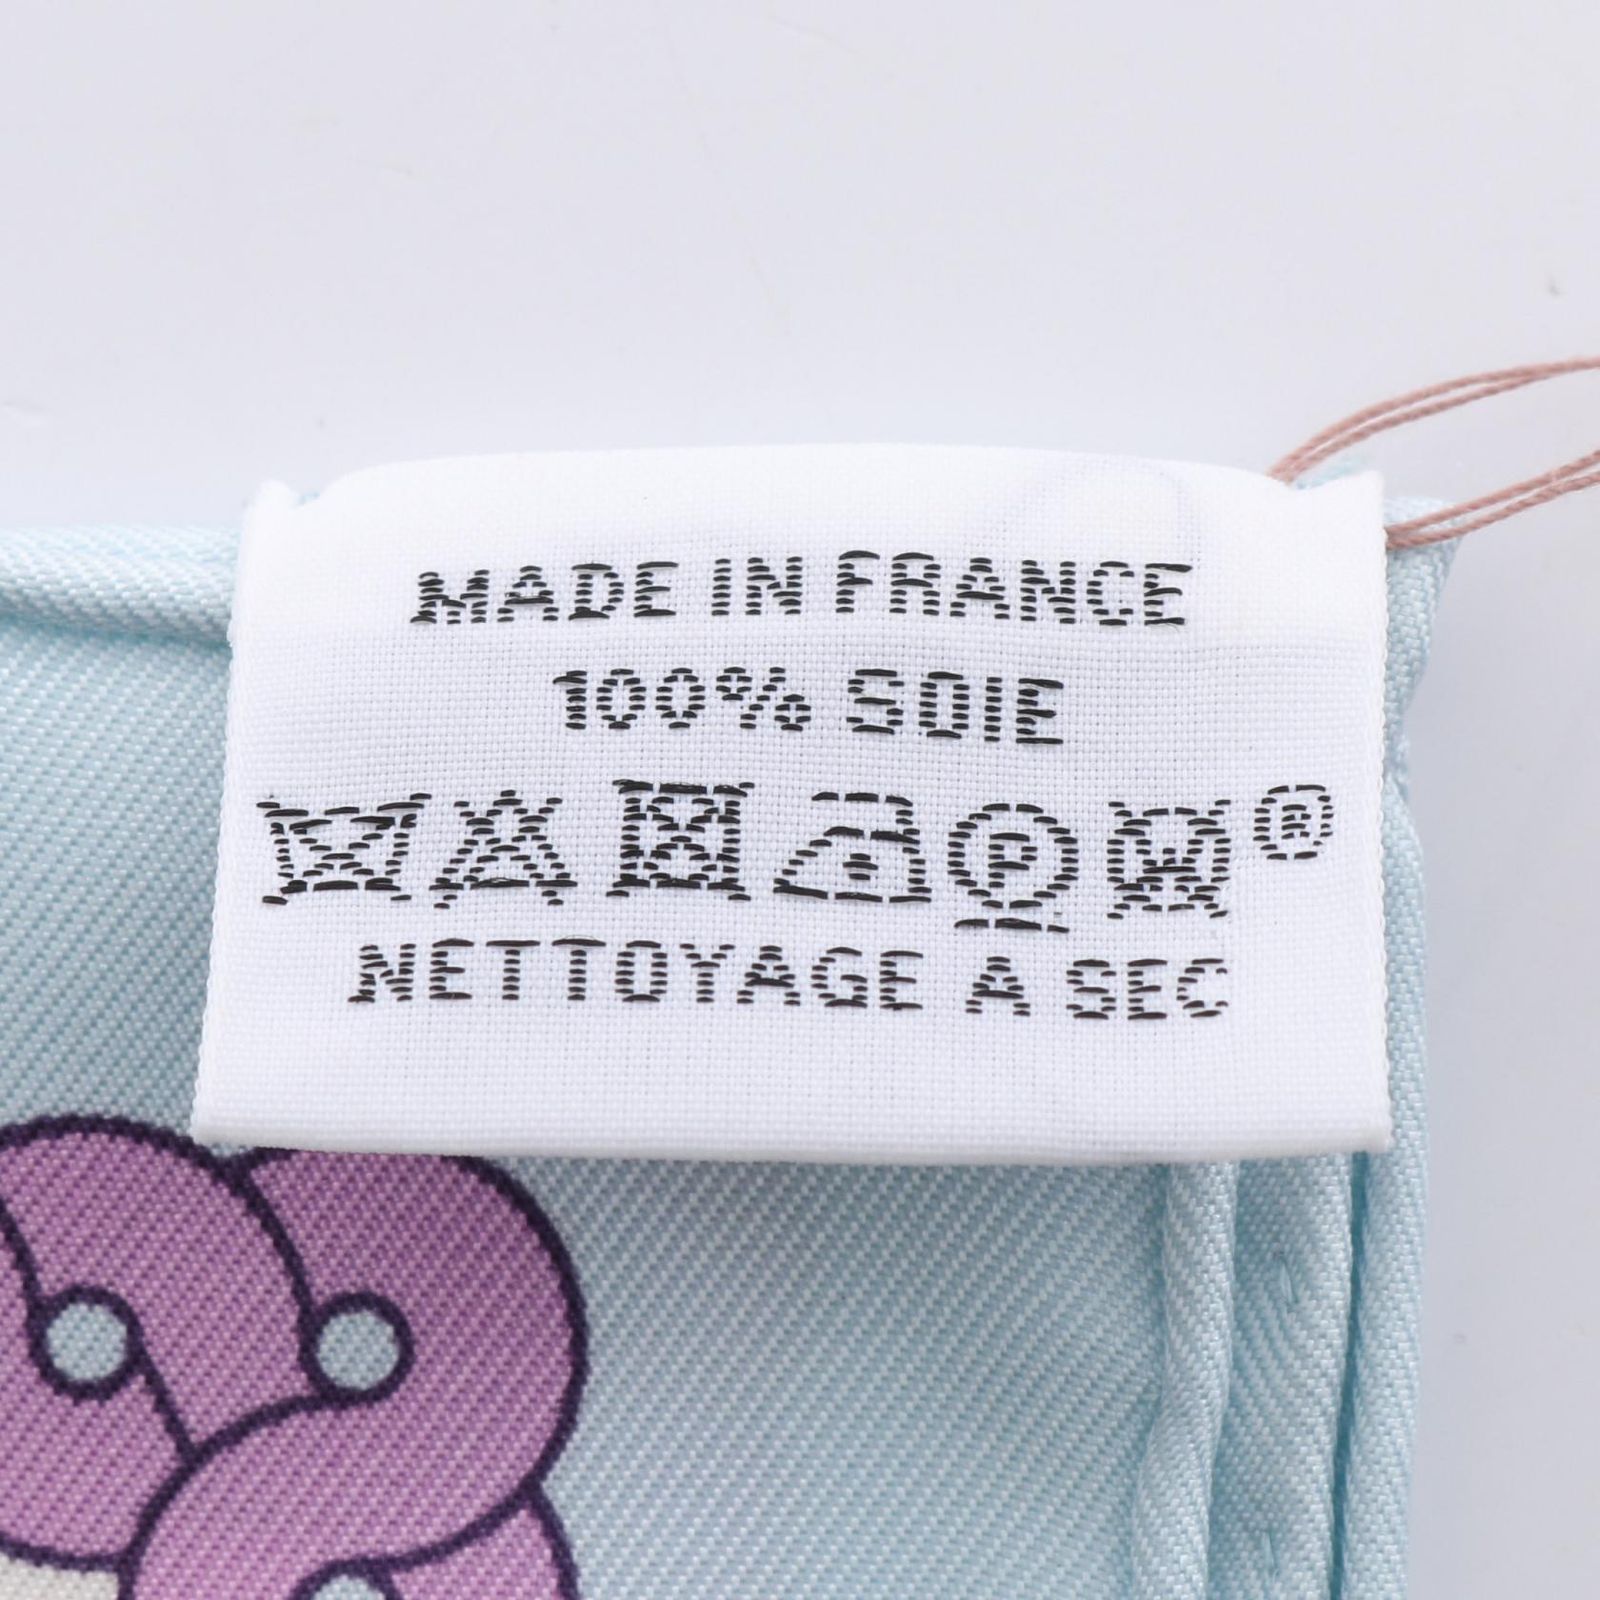 MADE IN FRANCE
100% SOIE
P W ®
NETTOYAGE A SEC